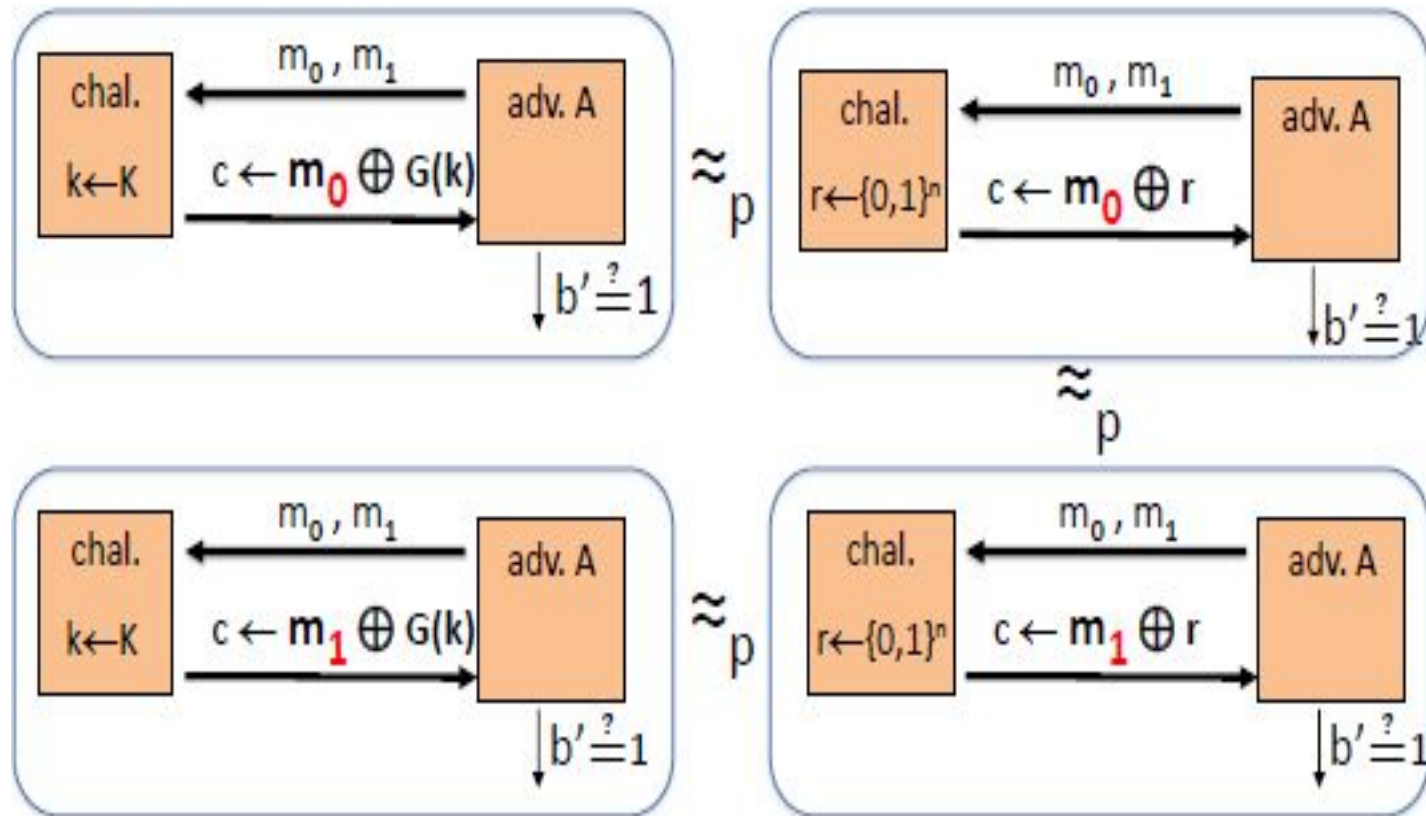 m₀ , m₁
chal.
adv. A
k←K
c ← m₀ ⊕ G(k)
b' ≟ 1
≈p
m₀ , m₁
chal.
adv. A
r←{0,1}ⁿ
c ← m₀ ⊕ r
b' ≟ 1
≈p
m₀ , m₁
chal.
adv. A
k←K
c ← m₁ ⊕ G(k)
b' ≟ 1
≈p
m₀ , m₁
chal.
adv. A
r←{0,1}ⁿ
c ← m₁ ⊕ r
b' ≟ 1